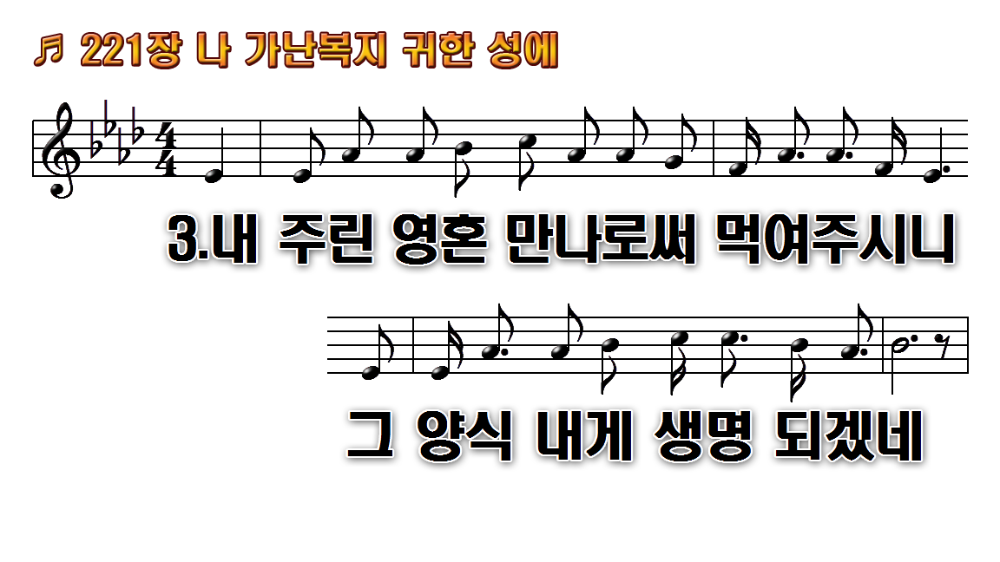 ♬ 221장 나 가난복지 귀한 성에
4
4
3.내 주린 영혼 만나로써 먹여주시니
그 양식 내게 생명 되겠네